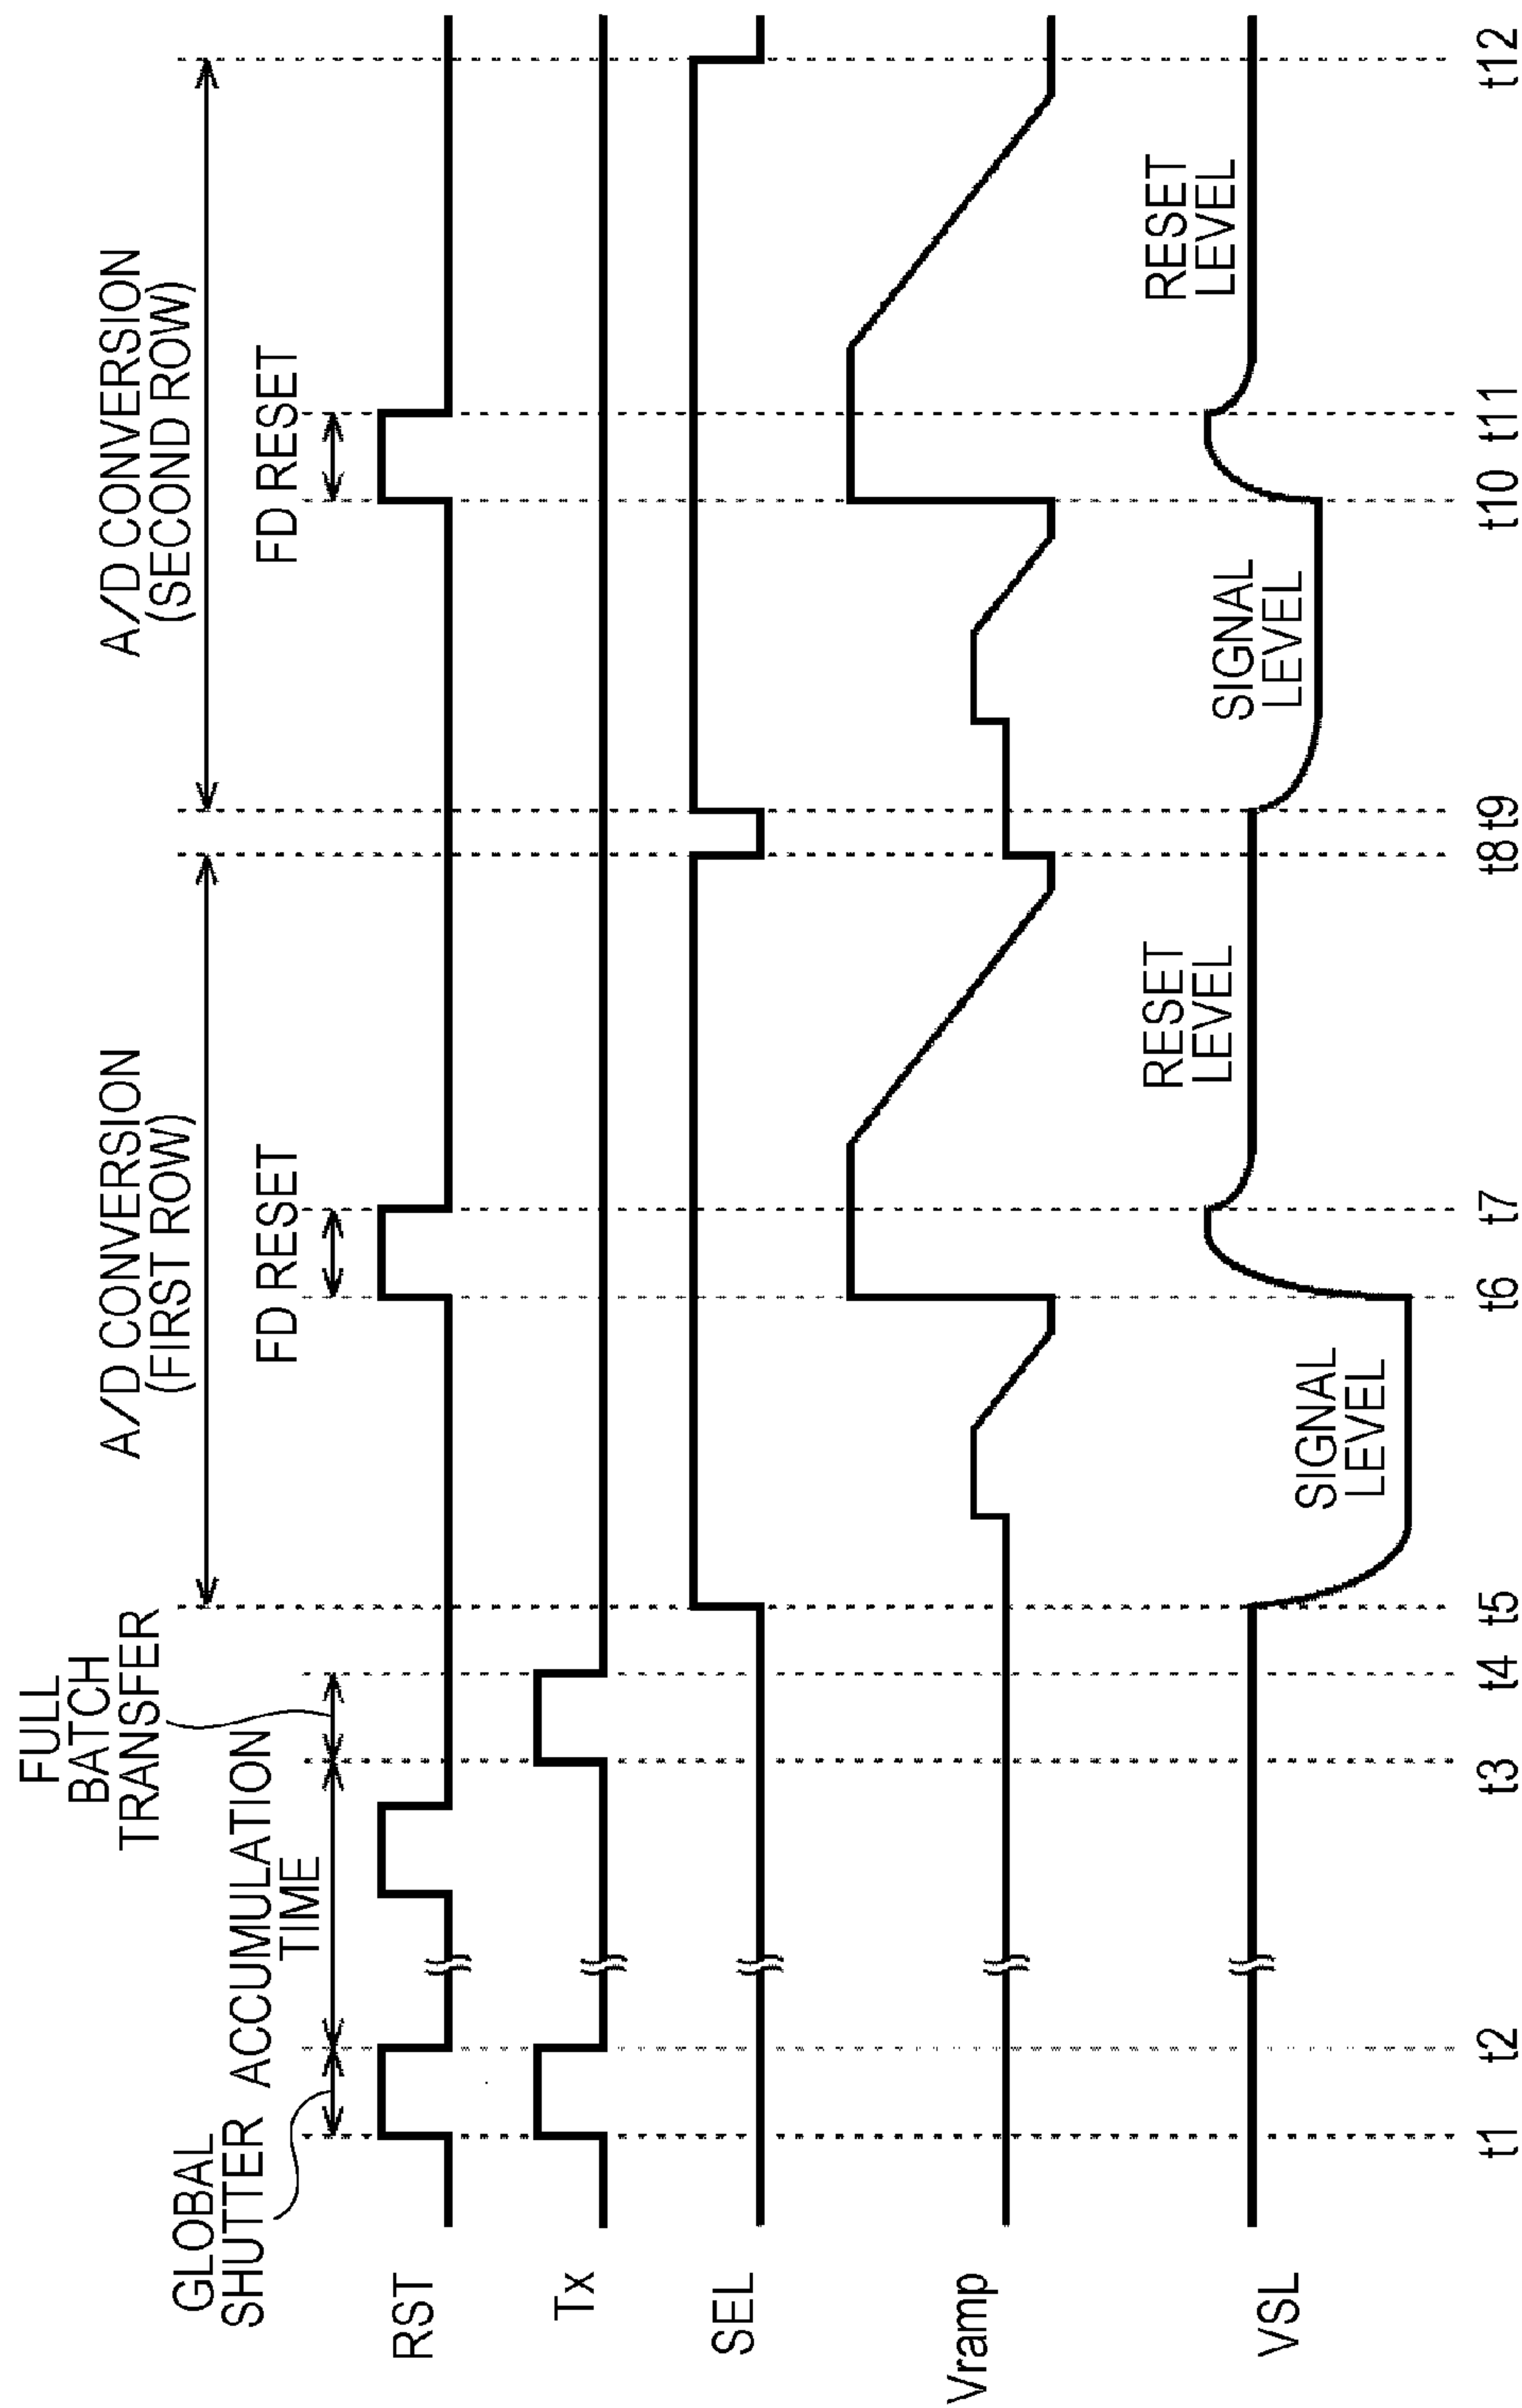 GLOBAL
SHUTTER
ACCUMULATION
TIME
FULL
BATCH
TRANSFER
A/D CONVERSION
(FIRST ROW)
A/D CONVERSION
(SECOND ROW)
FD RESET
FD RESET
RST
Tx
SEL
Vramp
VSL
SIGNAL
LEVEL
RESET
LEVEL
SIGNAL
LEVEL
RESET
LEVEL
t1 t2 t3 t4 t5 t6 t7 t8 t9 t10 t11 t12